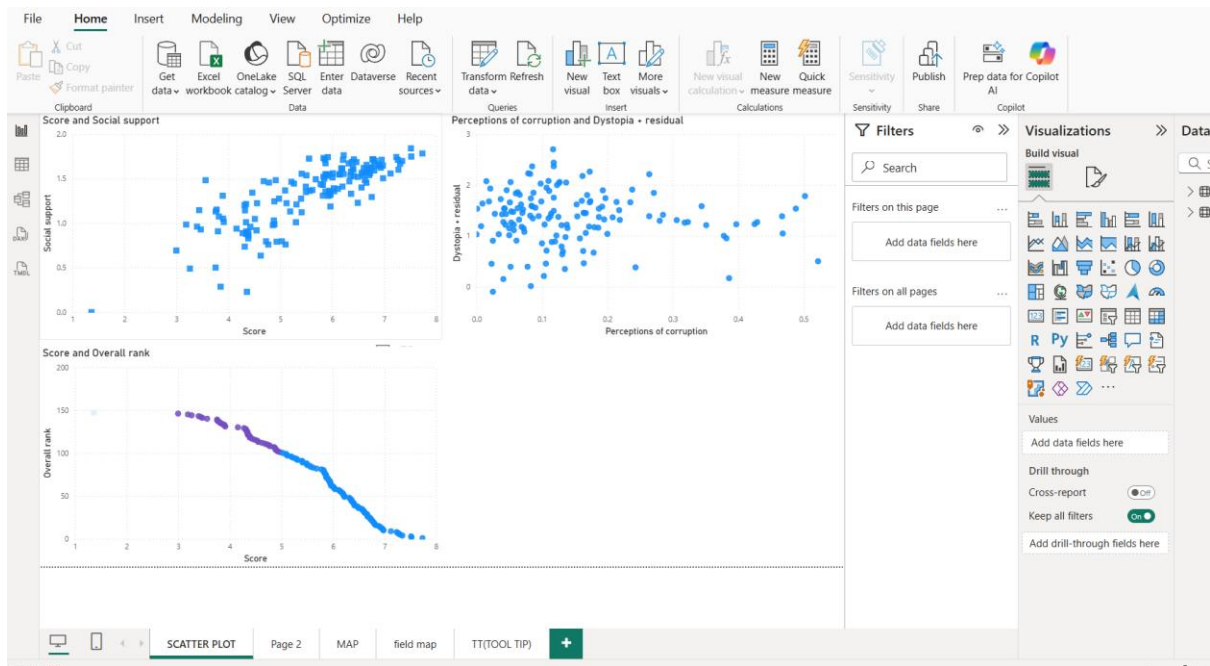 File Home Insert Modeling View Optimize Help
Paste
Cut
Copy
Format painter
Clipboard
Get data
Excel workbook
OneLake catalog
SQL Server
Enter data
Dataverse
Recent sources
Data
Transform data
Refresh
Queries
New visual
Text box
More visuals
Insert
New visual calculation
New measure
Quick measure
Calculations
Sensitivity
Sensitivity
Publish
Share
Prep data for AI
Copilot
Copilot
DAX
TMDL
Score and Social support
Social support
2.0
1.5
1.0
0.5
0.0
1 2 3 4 5 6 7 8
Score
Perceptions of corruption and Dystopia + residual
Dystopia + residual
3
2
1
0
0.0 0.1 0.2 0.3 0.4 0.5
Perceptions of corruption
Score and Overall rank
Overall rank
200
150
100
50
0
1 2 3 4 5 6 7 8
Score
Filters
Search
Filters on this page ...
Add data fields here
Filters on all pages ...
Add data fields here
Visualizations
Build visual
123
R Py
...
Values
Add data fields here
Drill through
Cross-report Off
Keep all filters On
Add drill-through fields here
Data
S
SCATTER PLOT Page 2 MAP field map TT(TOOL TIP) +